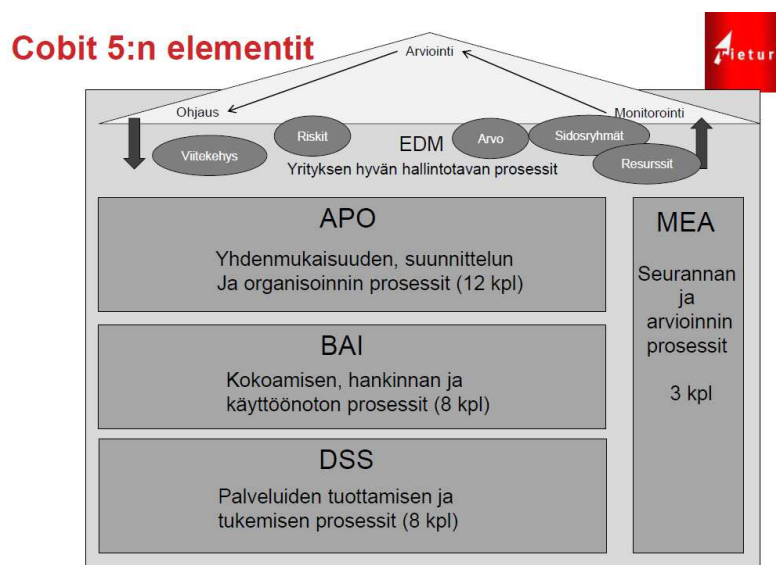 Cobit 5:n elementit
Tietur
Arviointi
Ohjaus
Monitorointi
Riskit
EDM
Arvo
Sidosryhmät
Viitekehys
Resurssit
Yrityksen hyvän hallintotavan prosessit
APO
Yhdenmukaisuuden, suunnittelun
Ja organisoinnin prosessit (12 kpl)
BAI
Kokoamisen, hankinnan ja
käyttöönoton prosessit (8 kpl)
DSS
Palveluiden tuottamisen ja
tukemisen prosessit (8 kpl)
MEA
Seurannan
ja
arvioinnin
prosessit
3 kpl